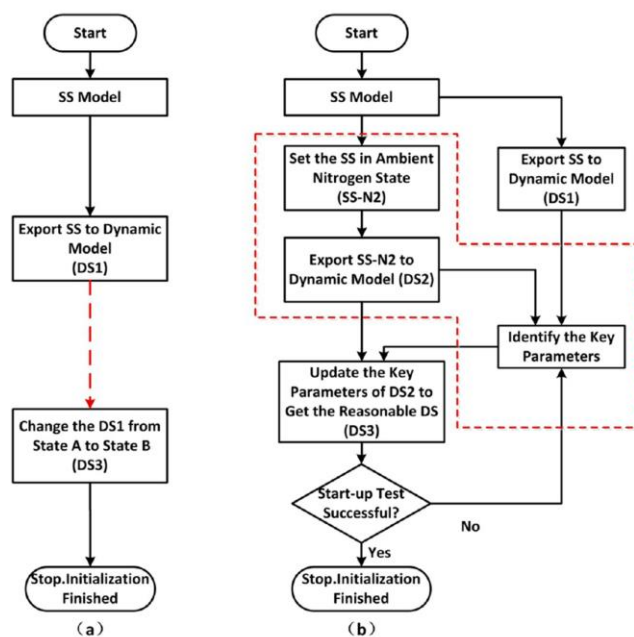 Start
SS Model
Export SS to Dynamic
Model
(DS1)
Change the DS1 from
State A to State B
(DS3)
Stop.Initialization
Finished
(a)
Start
SS Model
Set the SS in Ambient
Nitrogen State
(SS-N2)
Export SS to
Dynamic Model
(DS1)
Export SS-N2 to
Dynamic Model (DS2)
Identify the Key
Parameters
Update the Key
Parameters of DS2 to
Get the Reasonable DS
(DS3)
Start-up Test
Successful?
No
Yes
Stop.Initialization
Finished
(b)